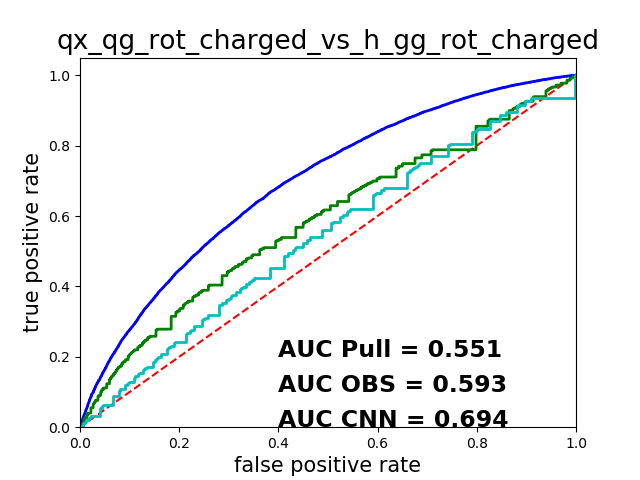 qx_qg_rot_charged_vs_h_gg_rot_charged
true positive rate
1.0
0.8
0.6
0.4
0.2
0.0
AUC Pull = 0.551
AUC OBS = 0.593
AUC CNN = 0.694
0.0 0.2 0.4 0.6 0.8 1.0
false positive rate